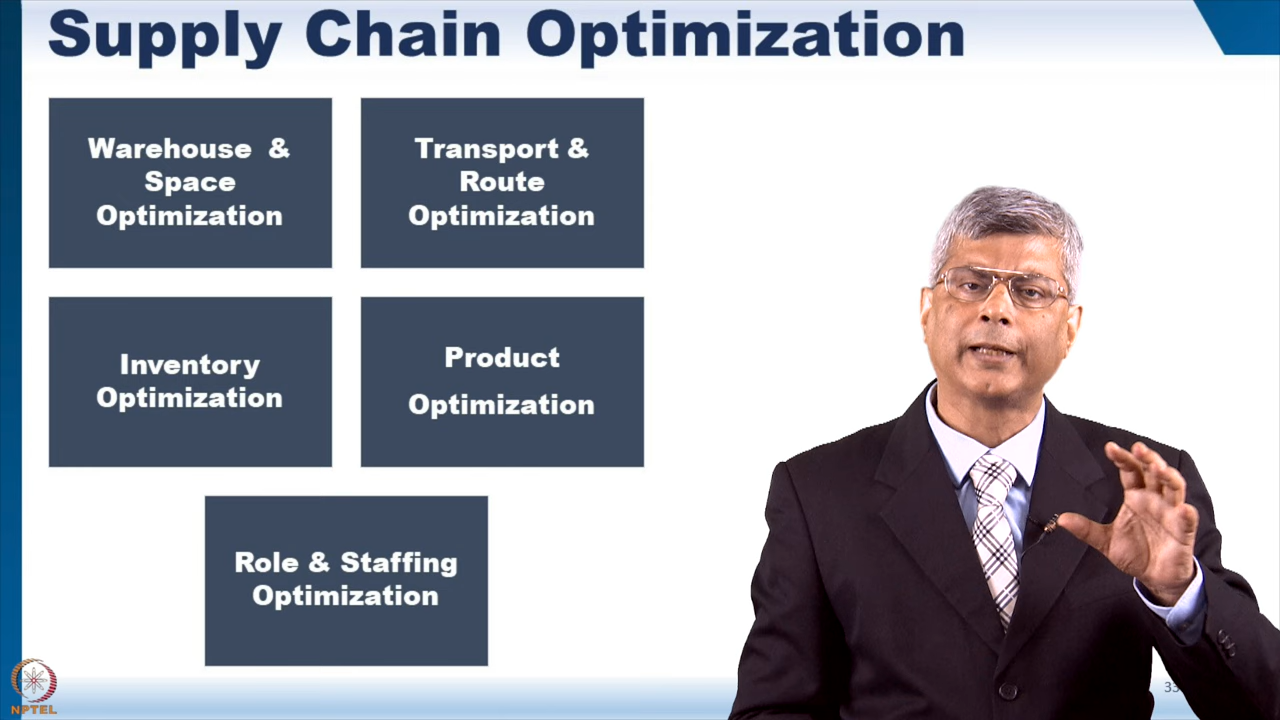 Supply Chain Optimization
Warehouse &
Space
Optimization
Transport &
Route
Optimization
Inventory
Optimization
Product
Optimization
Role & Staffing
Optimization
NPTEL